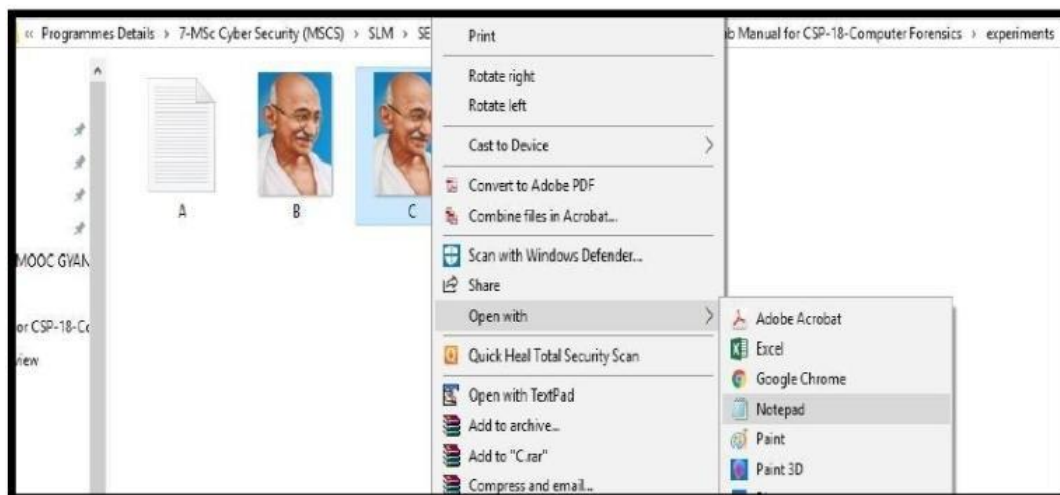 « Programmes Details › 7-MSc Cyber Security (MSCS) › SLM › SE
b Manual for CSP-18-Computer Forensics › experiments
A
B
C
MOOC GYAN
or CSP-18-Co
view
Print
Rotate right
Rotate left
Cast to Device
Convert to Adobe PDF
Combine files in Acrobat...
Scan with Windows Defender...
Share
Open with
Quick Heal Total Security Scan
Open with TextPad
Add to archive...
Add to "C.rar"
Compress and email...
Adobe Acrobat
Excel
Google Chrome
Notepad
Paint
Paint 3D